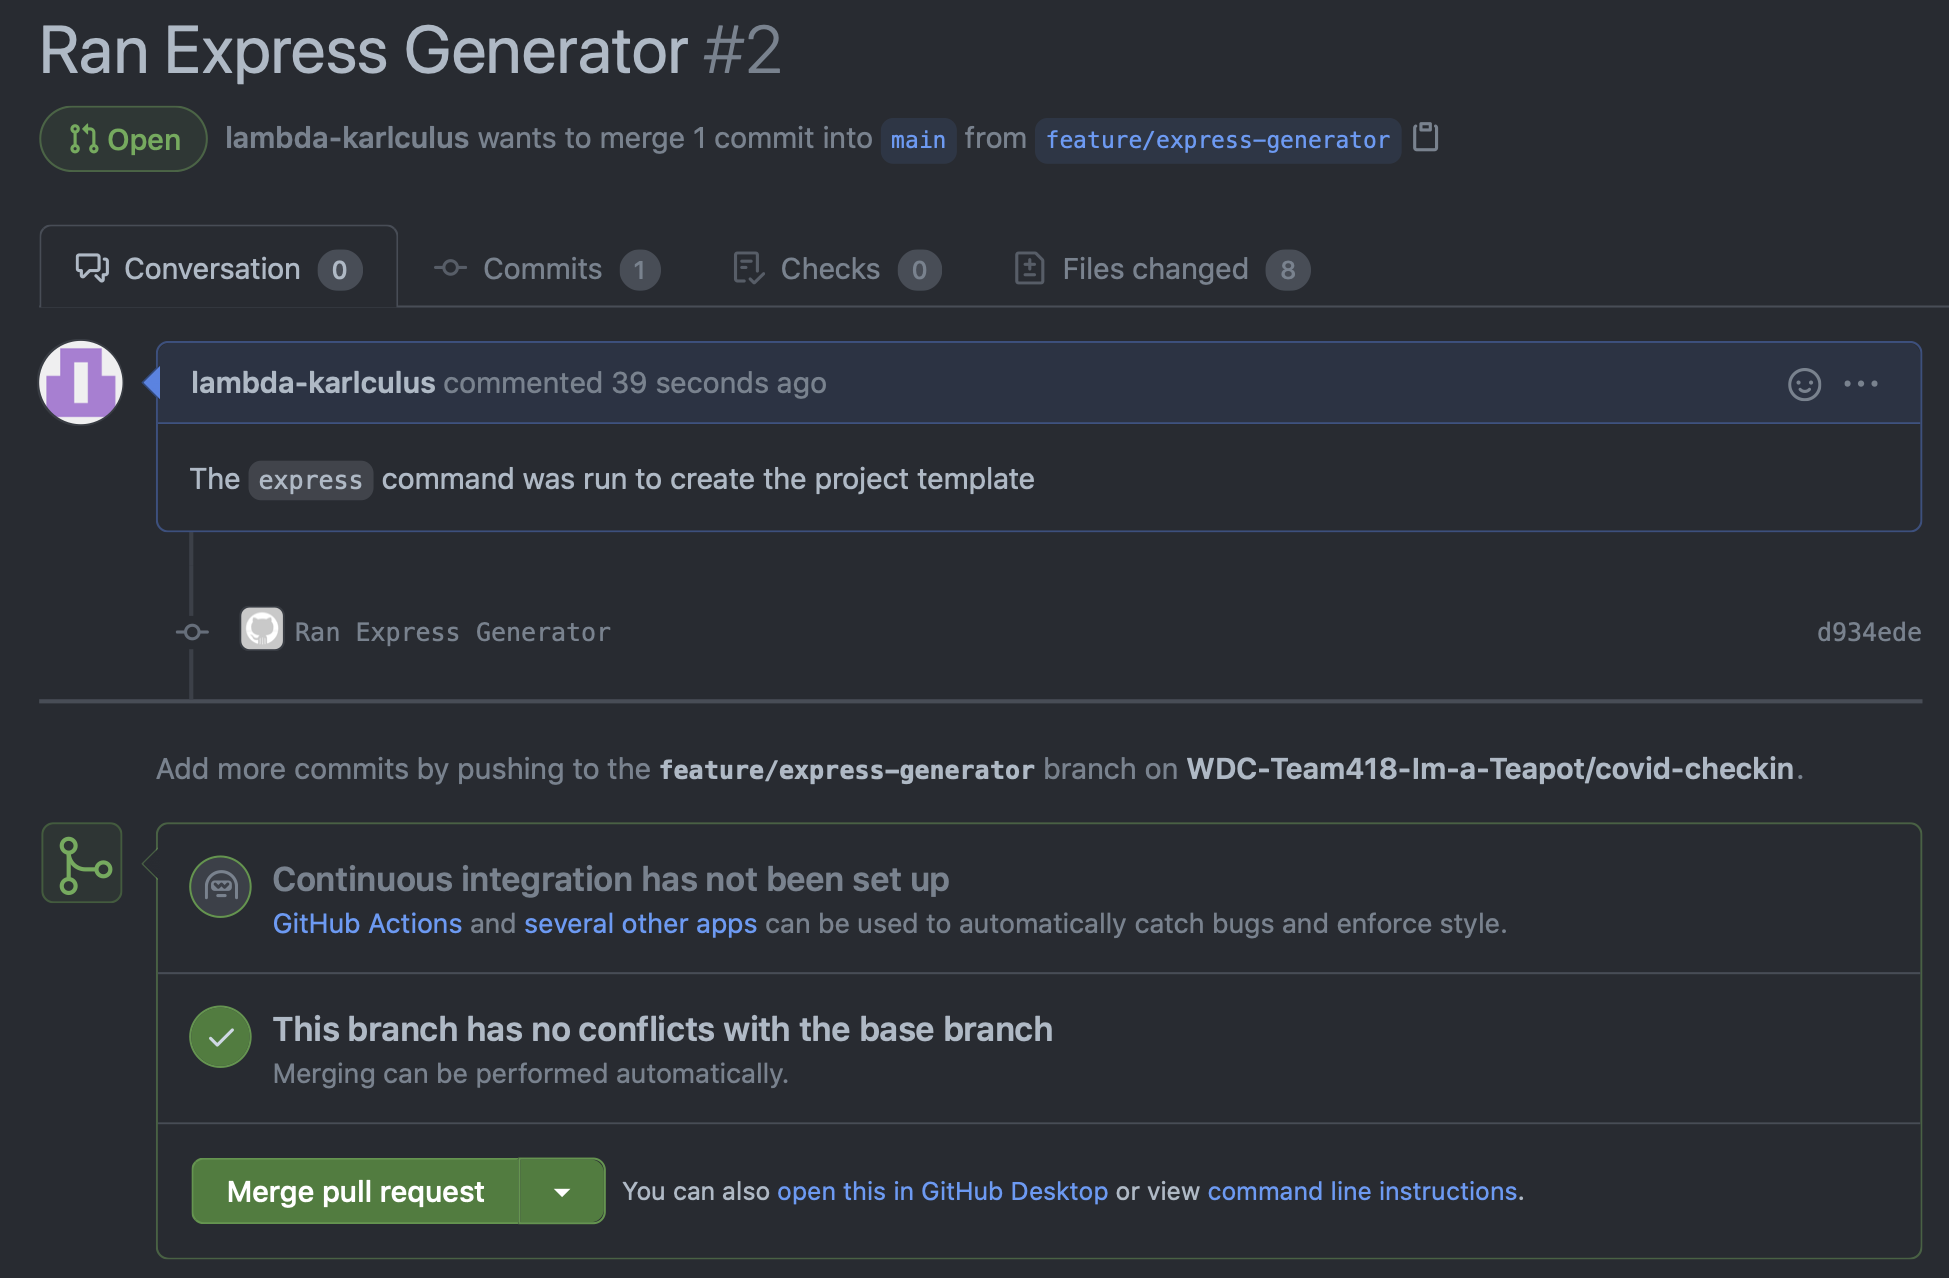 Ran Express Generator #2
Open lambda-karlculus wants to merge 1 commit into main from feature/express-generator
Conversation 0 Commits 1 Checks 0 Files changed 8
lambda-karlculus commented 39 seconds ago
The express command was run to create the project template
Ran Express Generator d934ede
Add more commits by pushing to the feature/express-generator branch on WDC-Team418-Im-a-Teapot/covid-checkin.
Continuous integration has not been set up
GitHub Actions and several other apps can be used to automatically catch bugs and enforce style.
This branch has no conflicts with the base branch
Merging can be performed automatically.
Merge pull request You can also open this in GitHub Desktop or view command line instructions.